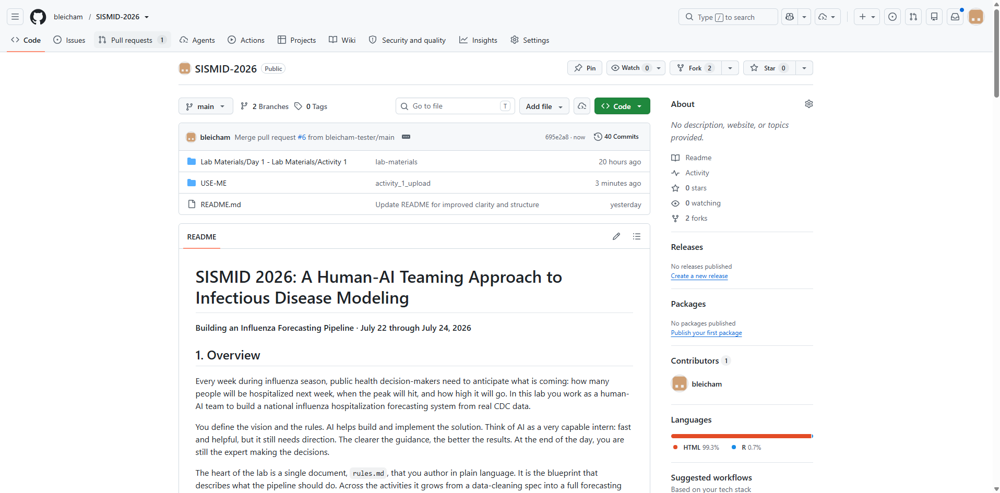 bleicham / SISMID-2026
Type / to search
Code
Issues
Pull requests 1
Agents
Actions
Projects
Wiki
Security and quality
Insights
Settings
SISMID-2026 Public
Pin
Watch 0
Fork 2
Star 0
main
2 Branches
0 Tags
Go to file T
Add file
Code
bleicham Merge pull request #6 from bleicham-tester/main
695e2a8 · now
40 Commits
Lab Materials/Day 1 - Lab Materials/Activity 1 lab-materials 20 hours ago
USE-ME activity_1_upload 3 minutes ago
README.md Update README for improved clarity and structure yesterday
README
SISMID 2026: A Human-AI Teaming Approach to
Infectious Disease Modeling
Building an Influenza Forecasting Pipeline · July 22 through July 24, 2026
1. Overview
Every week during influenza season, public health decision-makers need to anticipate what is coming: how many
people will be hospitalized next week, when the peak will hit, and how high it will go. In this lab you work as a human-
AI team to build a national influenza hospitalization forecasting system from real CDC data.
You define the vision and the rules. AI helps build and implement the solution. Think of AI as a very capable intern: fast
and helpful, but it still needs direction. The clearer the guidance, the better the results. At the end of the day, you are
still the expert making the decisions.
The heart of the lab is a single document, rules.md, that you author in plain language. It is the blueprint that
describes what the pipeline should do. Across the activities it grows from a data-cleaning spec into a full forecasting
About
No description, website, or topics
provided.
Readme
Activity
0 stars
0 watching
2 forks
Releases
No releases published
Create a new release
Packages
No packages published
Publish your first package
Contributors 1
bleicham
Languages
HTML 99.3%
R 0.7%
Suggested workflows
Based on your tech stack